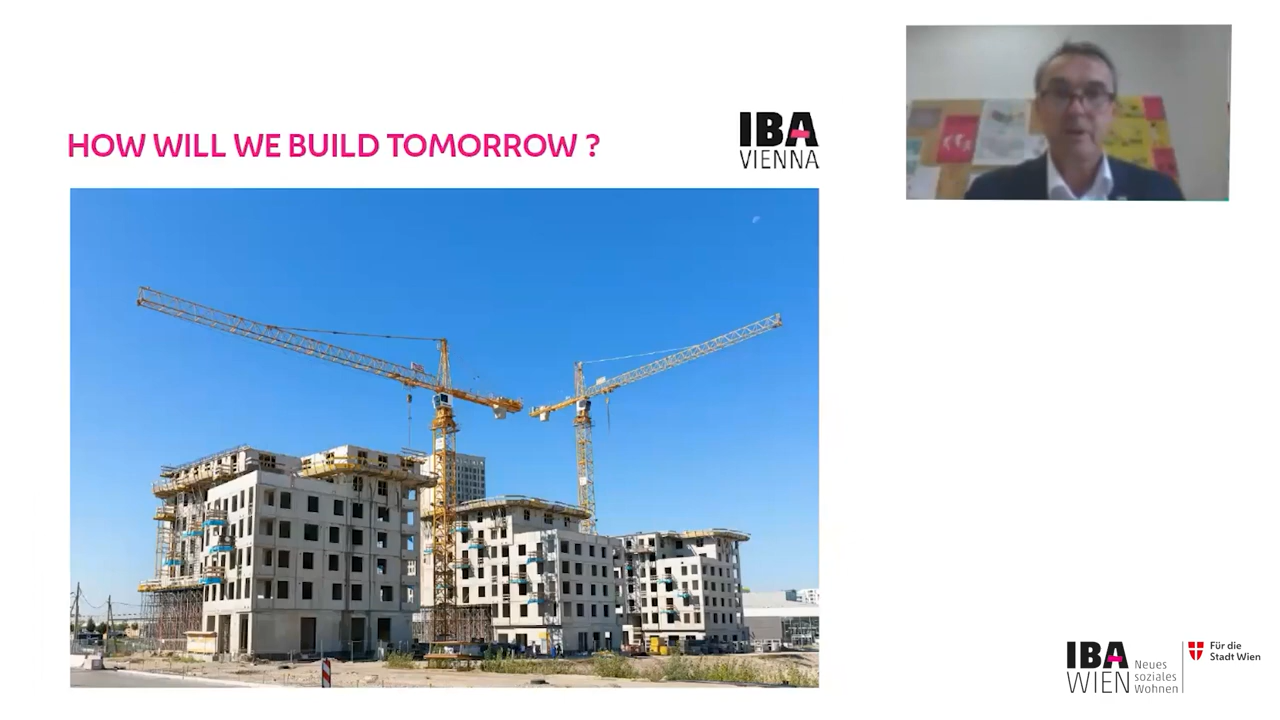 HOW WILL WE BUILD TOMORROW ?
IBA
VIENNA
IBA
WIEN
Neues
soziales
Wohnen
Für die
Stadt Wien